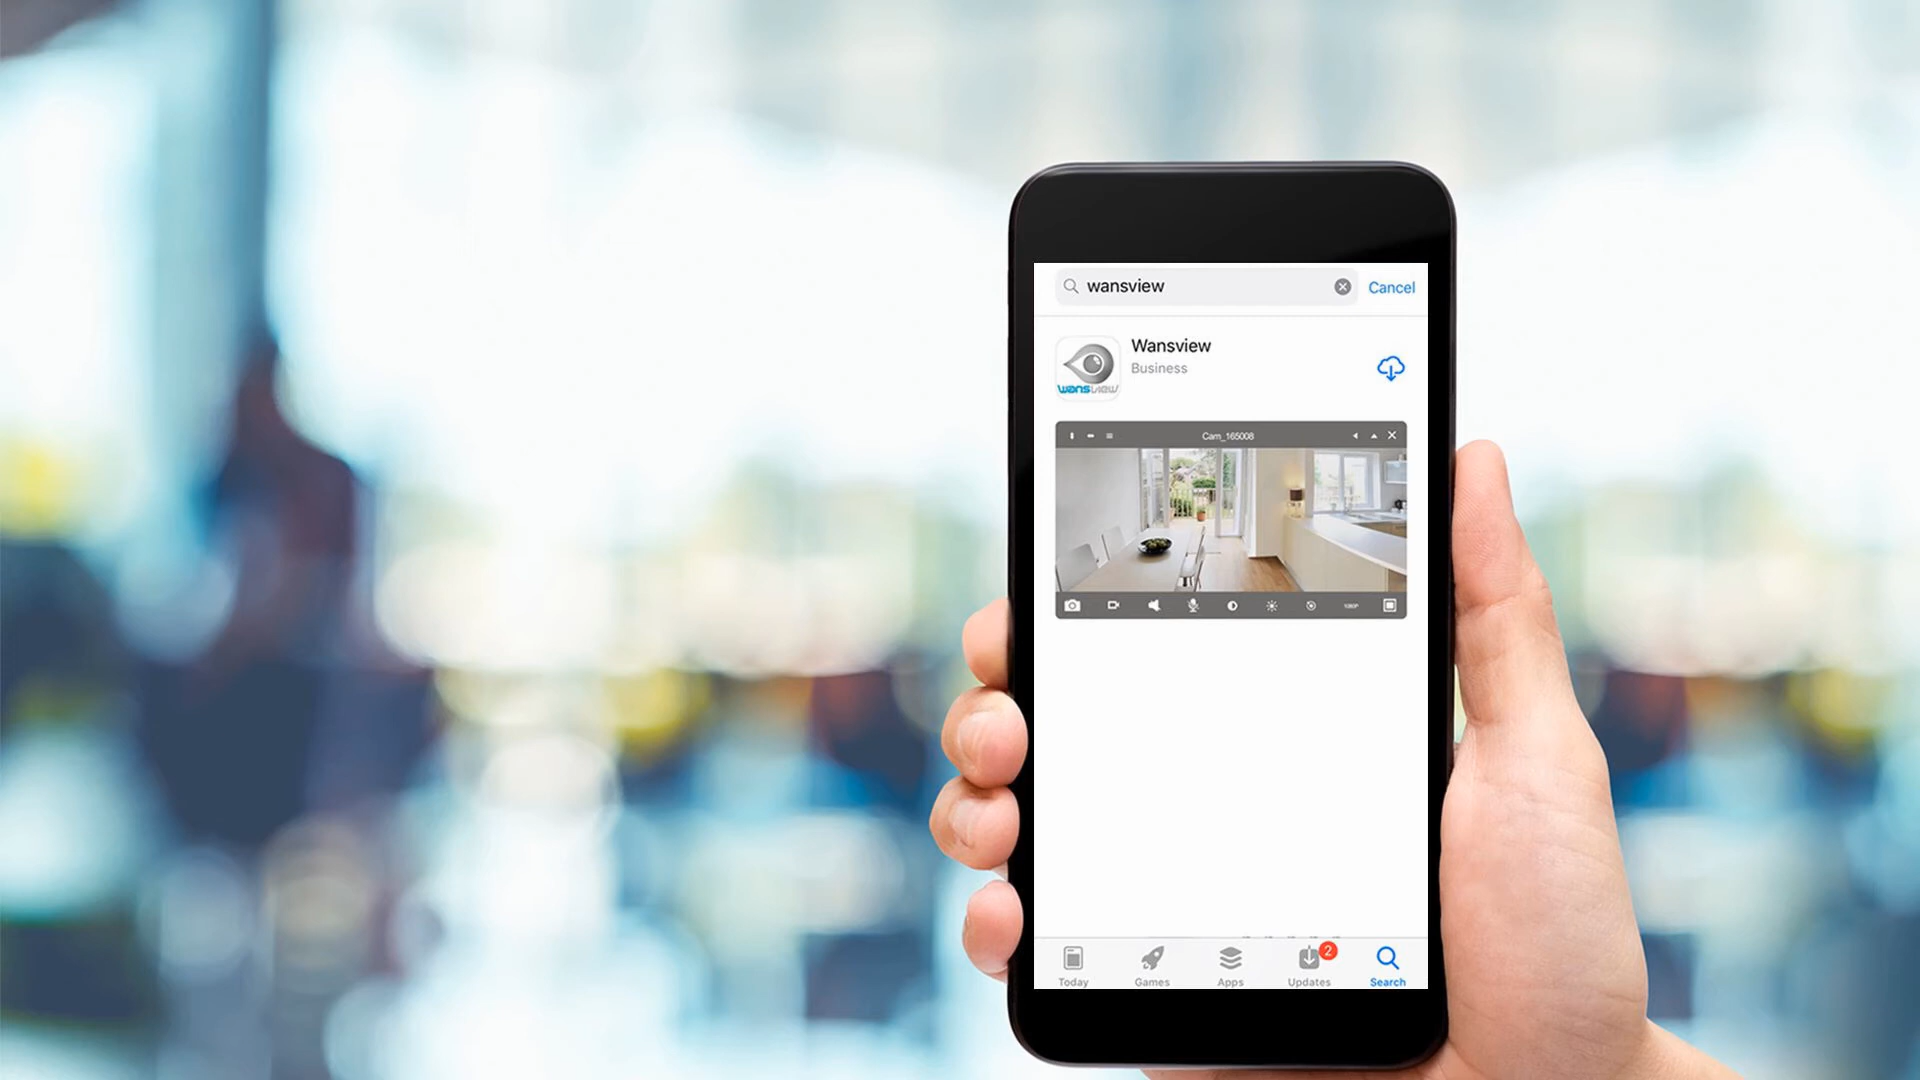 wansview
Cancel
Wansview
Business
wansview
Cam_165008
1080P
2
Today
Games
Apps
Updates
Search